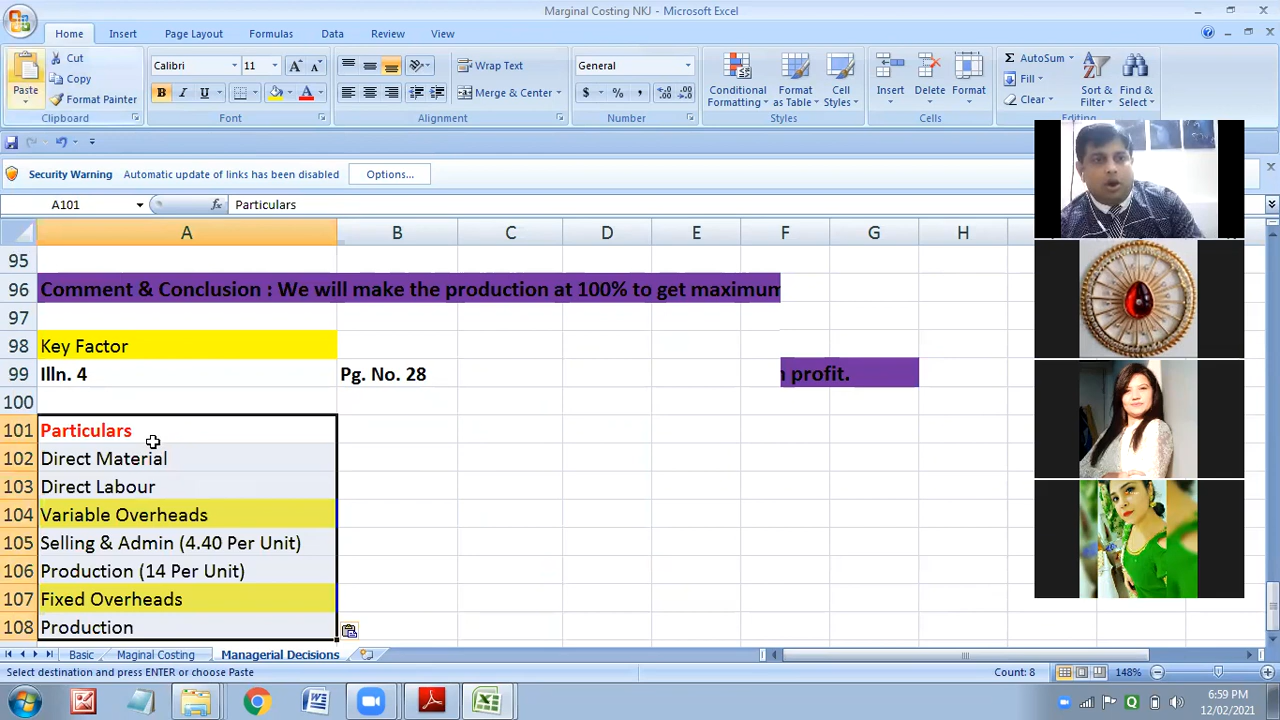 Marginal Costing NKJ - Microsoft Excel
Home Insert Page Layout Formulas Data Review View
Paste
Cut
Copy
Format Painter
Clipboard
Calibri 11
B I U
Font
Wrap Text
Merge & Center
Alignment
General
$ % ,
Number
Conditional Formatting
Format as Table
Cell Styles
Styles
Insert Delete Format
Cells
Σ AutoSum
Fill
Clear
Sort & Filter
Find & Select
Editing
Security Warning Automatic update of links has been disabled Options...
A101 fx Particulars
A B C D E F G H
95
96 Comment & Conclusion : We will make the production at 100% to get maximum
97
98 Key Factor
99 Illn. 4 Pg. No. 28 n profit.
100
101 Particulars
102 Direct Material
103 Direct Labour
104 Variable Overheads
105 Selling & Admin (4.40 Per Unit)
106 Production (14 Per Unit)
107 Fixed Overheads
108 Production
Basic Maginal Costing Managerial Decisions
Select destination and press ENTER or choose Paste Count: 8 148%
6:59 PM
12/02/2021